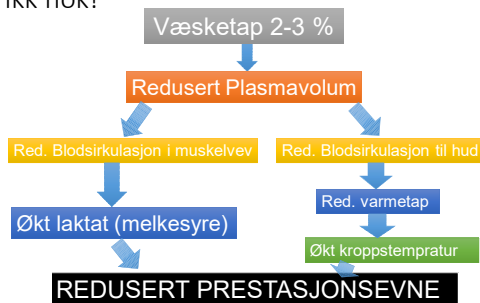 Væsketap 2-3 %
Redusert Plasmavolum
Red. Blodsirkulasjon i muskelvev
Red. Blodsirkulasjon til hud
Red. varmetap
Økt laktat (melkesyre)
Økt kroppstempratur
REDUSERT PRESTASJONSEVNE